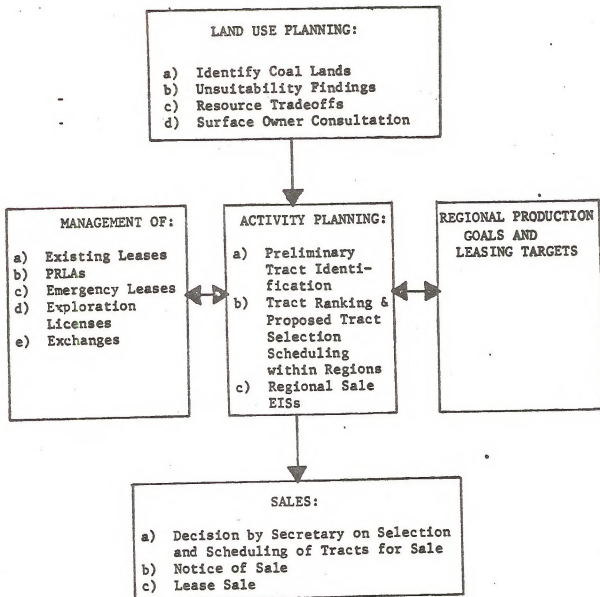 LAND USE PLANNING:
a) Identify Coal Lands
b) Unsuitability Findings
c) Resource Tradeoffs
d) Surface Owner Consultation
MANAGEMENT OF:
a) Existing Leases
b) PRLAs
c) Emergency Leases
d) Exploration
Licenses
e) Exchanges
ACTIVITY PLANNING:
a) Preliminary
Tract Identi-
fication
b) Tract Ranking &
Proposed Tract
Selection
Scheduling
within Regions
c) Regional Sale
EISs
REGIONAL PRODUCTION
GOALS AND
LEASING TARGETS
SALES:
a) Decision by Secretary on Selection
and Scheduling of Tracts for Sale
b) Notice of Sale
c) Lease Sale